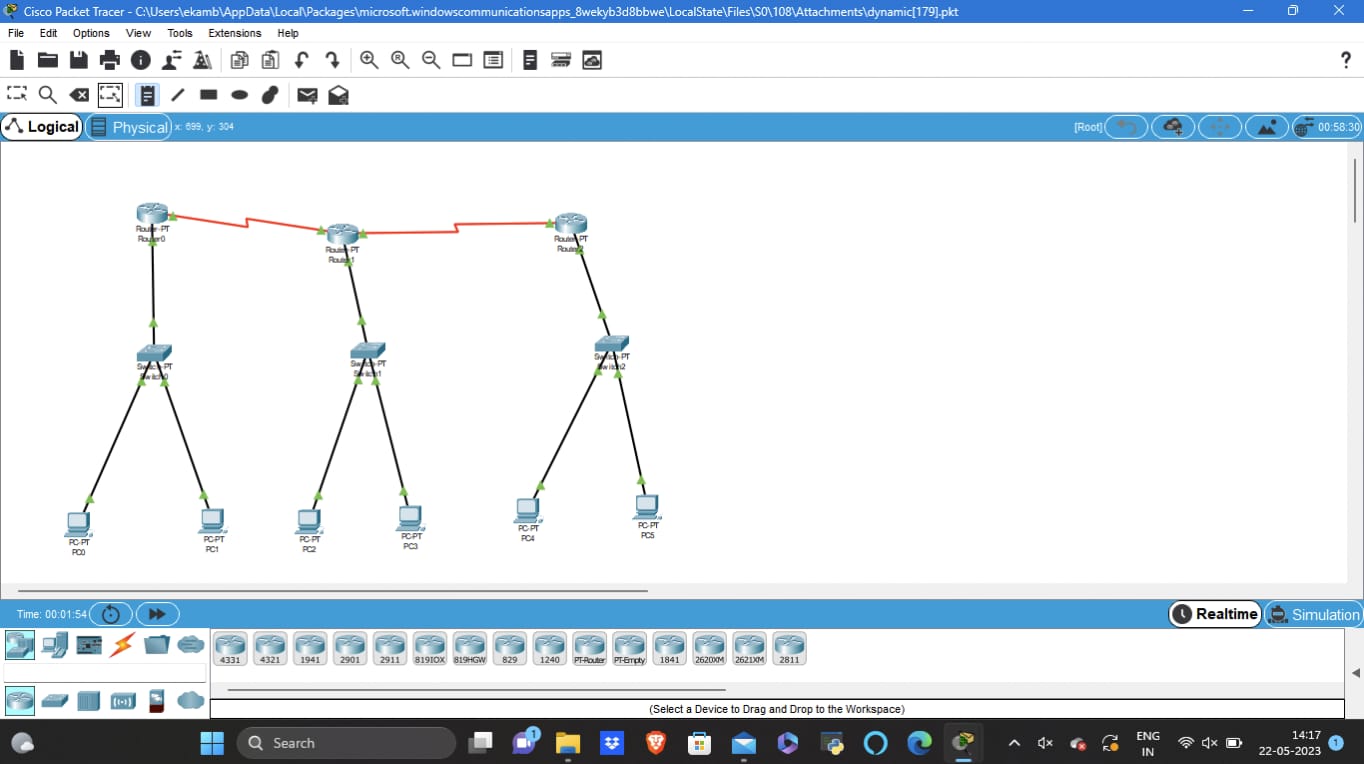 Cisco Packet Tracer - C:\Users\ekamb\AppData\Local\Packages\microsoft.windowscommunicationsapps_8wekyb3d8bbwe\LocalState\Files\S0\108\Attachments\dynamic[179].pkt
File Edit Options View Tools Extensions Help
Logical Physical x: 699, y: 304 [Root] 00:58:30
Router-PT
Router0
Router-PT
Router1
Router-PT
Router2
Switch-PT
Switch0
Switch-PT
Switch1
Switch-PT
Switch2
PC-PT
PC0
PC-PT
PC1
PC-PT
PC2
PC-PT
PC3
PC-PT
PC4
PC-PT
PC5
Time: 00:01:54 Realtime Simulation
4331 4321 1941 2901 2911 819IOX 819HGW 829 1240 PT-Router PT-Empty 1841 2620XM 2621XM 2811
(Select a Device to Drag and Drop to the Workspace)
Search 1 ENG 14:17
IN 22-05-2023 1